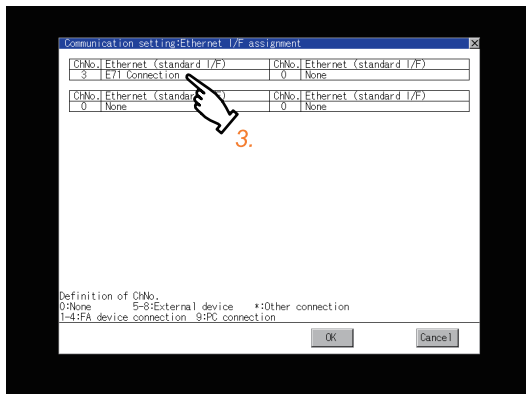 Communication setting:Ethernet I/F assignment
ChNo. Ethernet (standard I/F) ChNo. Ethernet (standard I/F)
3 E71 Connection 0 None
ChNo. Ethernet (standard I/F) ChNo. Ethernet (standard I/F)
0 None 0 None
3.
Definition of ChNo.
0:None 5-8:External device *:Other connection
1-4:FA device connection 9:PC connection
OK Cancel